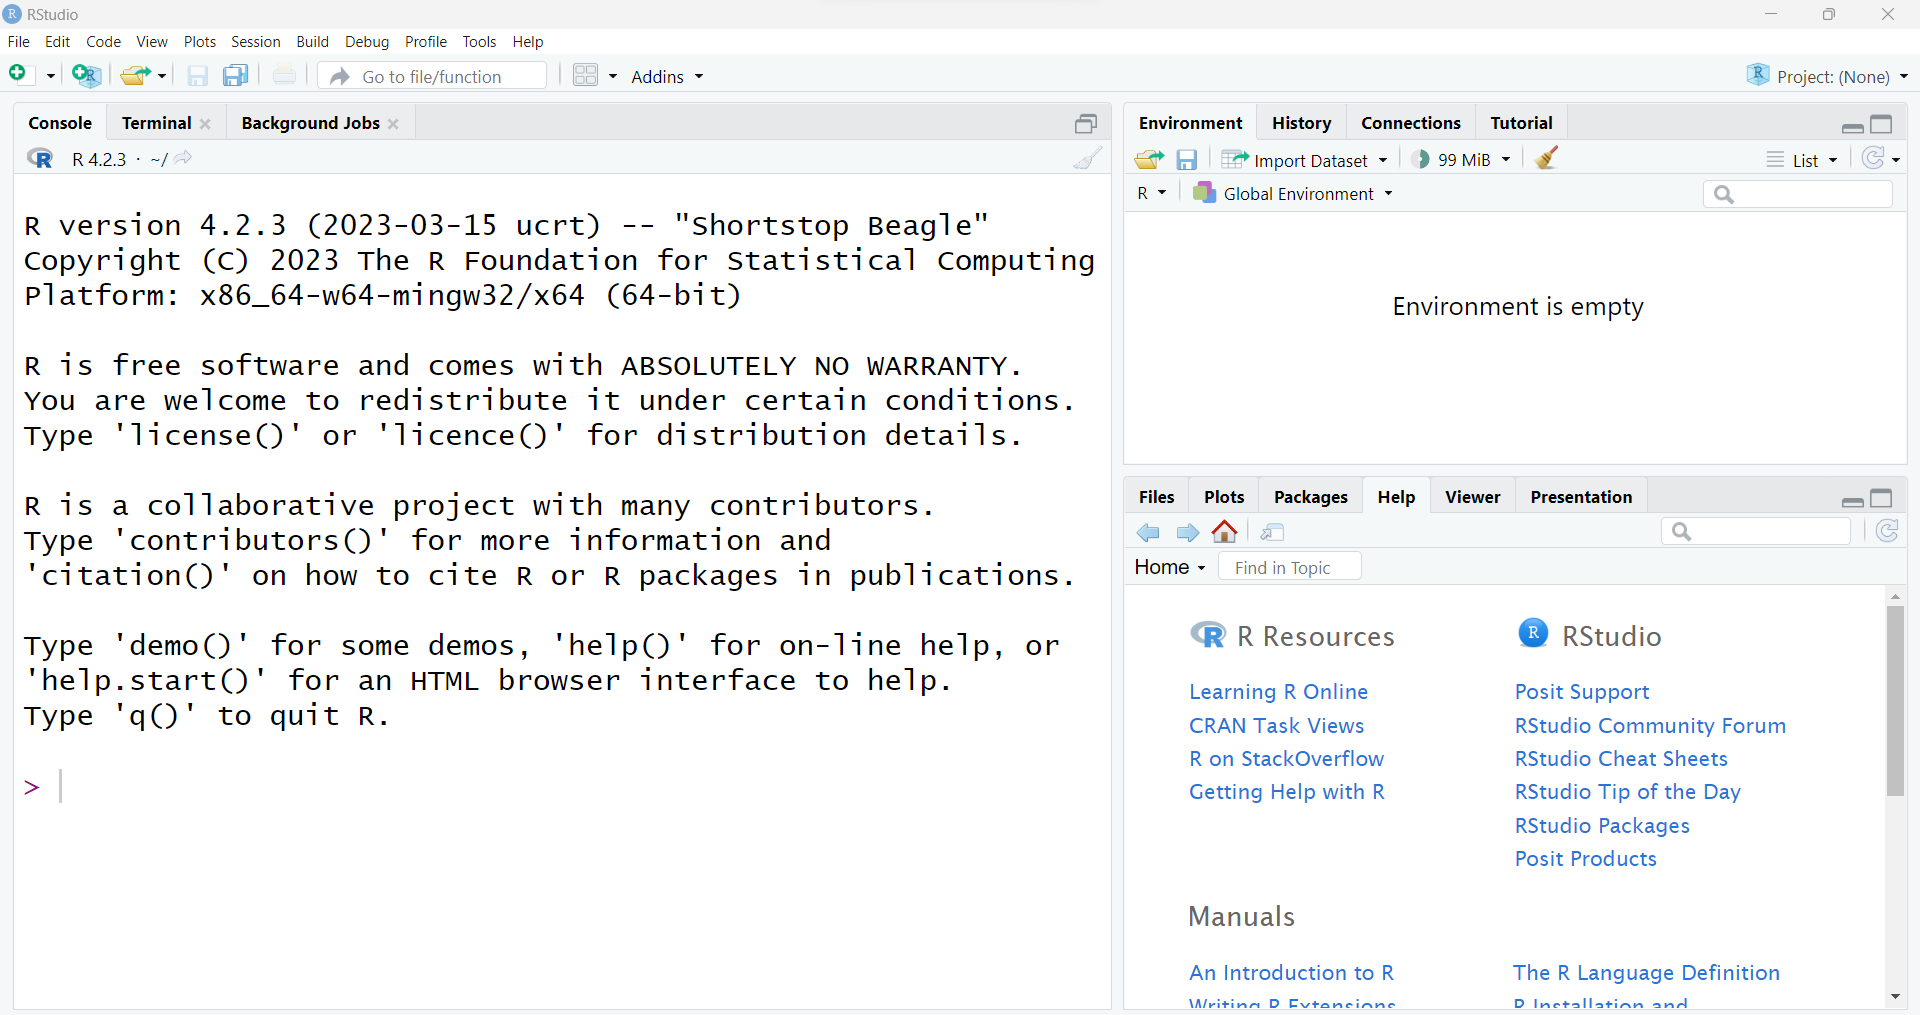 RStudio
File Edit Code View Plots Session Build Debug Profile Tools Help
Go to file/function Addins Project: (None)
Console Terminal Background Jobs
R 4.2.3 · ~/
R version 4.2.3 (2023-03-15 ucrt) -- "Shortstop Beagle"
Copyright (C) 2023 The R Foundation for Statistical Computing
Platform: x86_64-w64-mingw32/x64 (64-bit)
R is free software and comes with ABSOLUTELY NO WARRANTY.
You are welcome to redistribute it under certain conditions.
Type 'license()' or 'licence()' for distribution details.
R is a collaborative project with many contributors.
Type 'contributors()' for more information and
'citation()' on how to cite R or R packages in publications.
Type 'demo()' for some demos, 'help()' for on-line help, or
'help.start()' for an HTML browser interface to help.
Type 'q()' to quit R.
>
Environment History Connections Tutorial
Import Dataset 99 MiB List
R Global Environment
Environment is empty
Files Plots Packages Help Viewer Presentation
Home Find in Topic
R Resources
Learning R Online
CRAN Task Views
R on StackOverflow
Getting Help with R
RStudio
Posit Support
RStudio Community Forum
RStudio Cheat Sheets
RStudio Tip of the Day
RStudio Packages
Posit Products
Manuals
An Introduction to R
Writing R Extensions
The R Language Definition
R Installation and